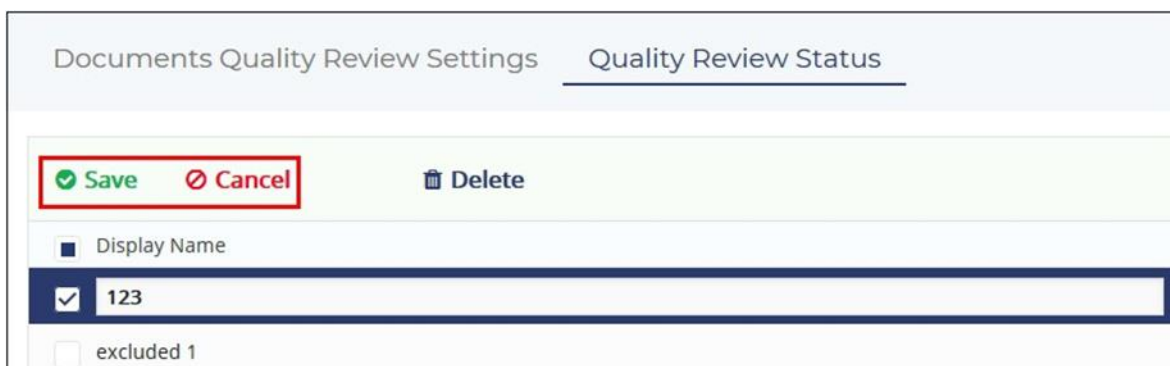 Documents Quality Review Settings Quality Review Status
Save Cancel Delete
Display Name
123
excluded 1